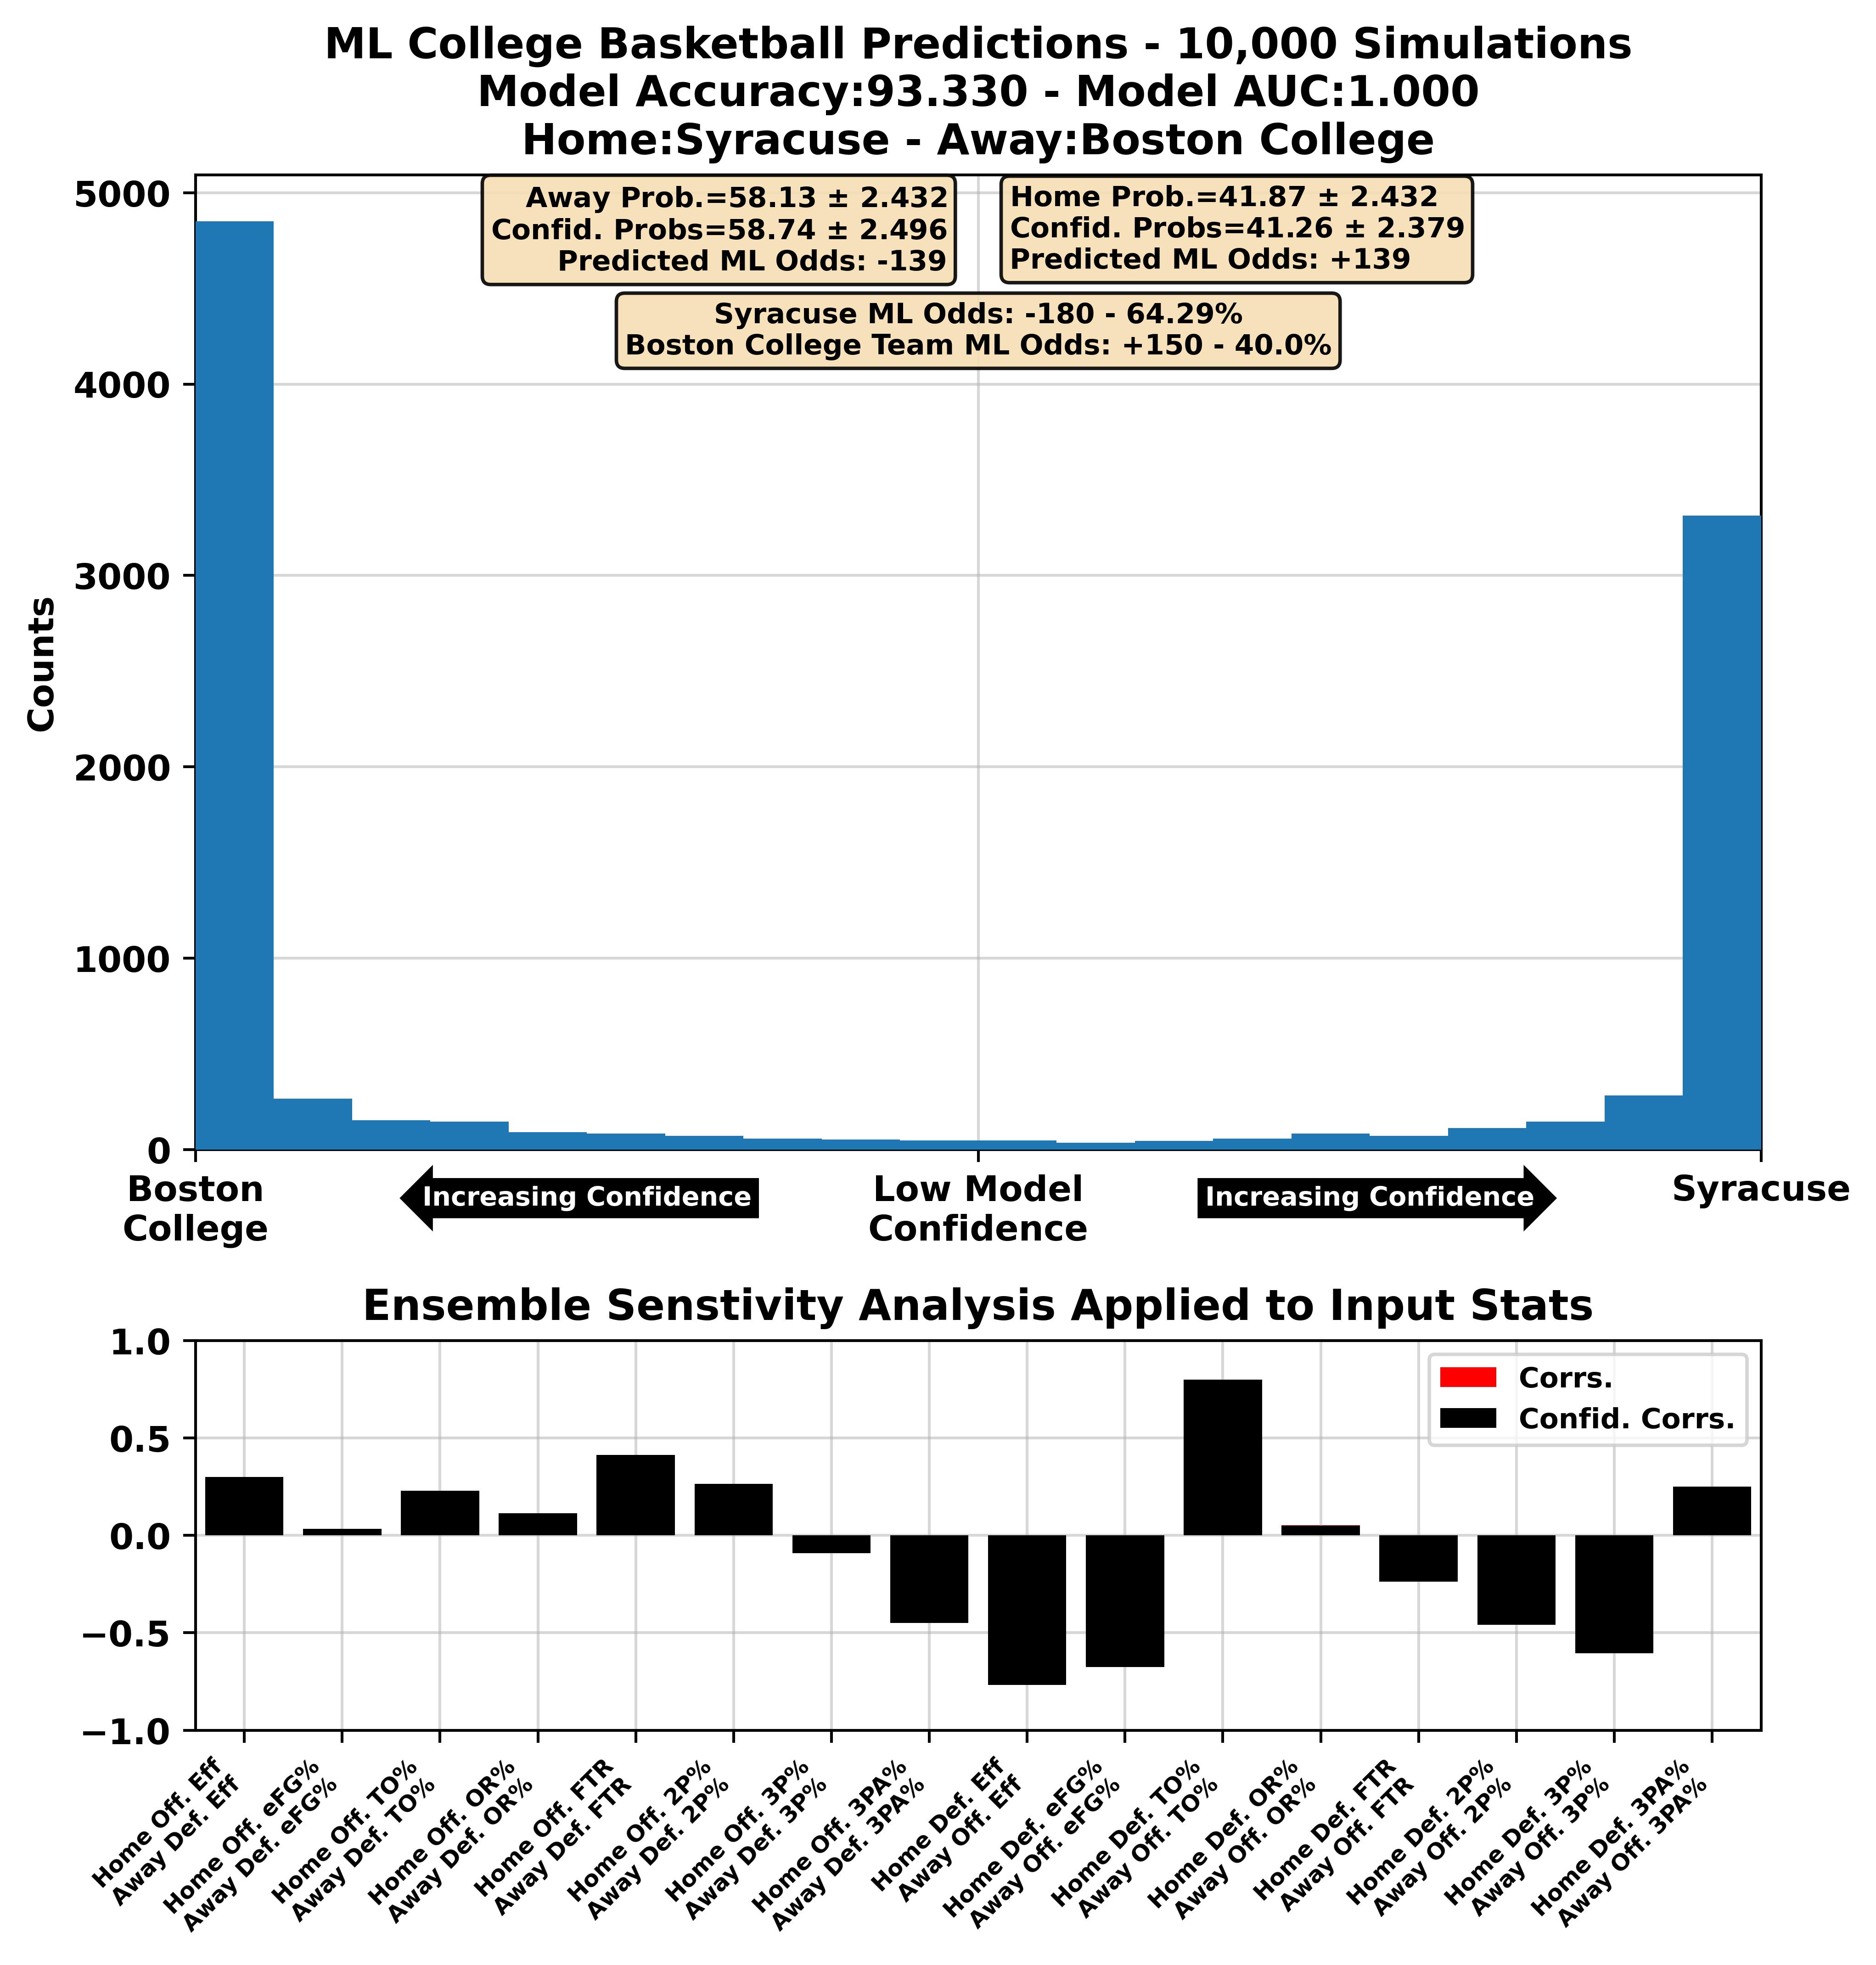 ML College Basketball Predictions - 10,000 Simulations
Model Accuracy:93.330 - Model AUC:1.000
Home:Syracuse - Away:Boston College
Away Prob.=58.13 ± 2.432
Confid. Probs=58.74 ± 2.496
Predicted ML Odds: -139
Home Prob.=41.87 ± 2.432
Confid. Probs=41.26 ± 2.379
Predicted ML Odds: +139
Syracuse ML Odds: -180 - 64.29%
Boston College Team ML Odds: +150 - 40.0%
5000
4000
3000
2000
1000
0
Counts
Boston
College
Increasing Confidence
Low Model
Confidence
Increasing Confidence
Syracuse
Ensemble Senstivity Analysis Applied to Input Stats
1.0
0.5
0.0
−0.5
−1.0
Corrs.
Confid. Corrs.
Home Off. Eff
Away Def. Eff
Home Off. eFG%
Away Def. eFG%
Home Off. TO%
Away Def. TO%
Home Off. OR%
Away Def. OR%
Home Off. FTR
Away Def. FTR
Home Off. 2P%
Away Def. 2P%
Home Off. 3P%
Away Def. 3P%
Home Off. 3PA%
Away Def. 3PA%
Home Def. Eff
Away Off. Eff
Home Def. eFG%
Away Off. eFG%
Home Def. TO%
Away Off. TO%
Home Def. OR%
Away Off. OR%
Home Def. FTR
Away Off. FTR
Home Def. 2P%
Away Off. 2P%
Home Def. 3P%
Away Off. 3P%
Home Def. 3PA%
Away Off. 3PA%